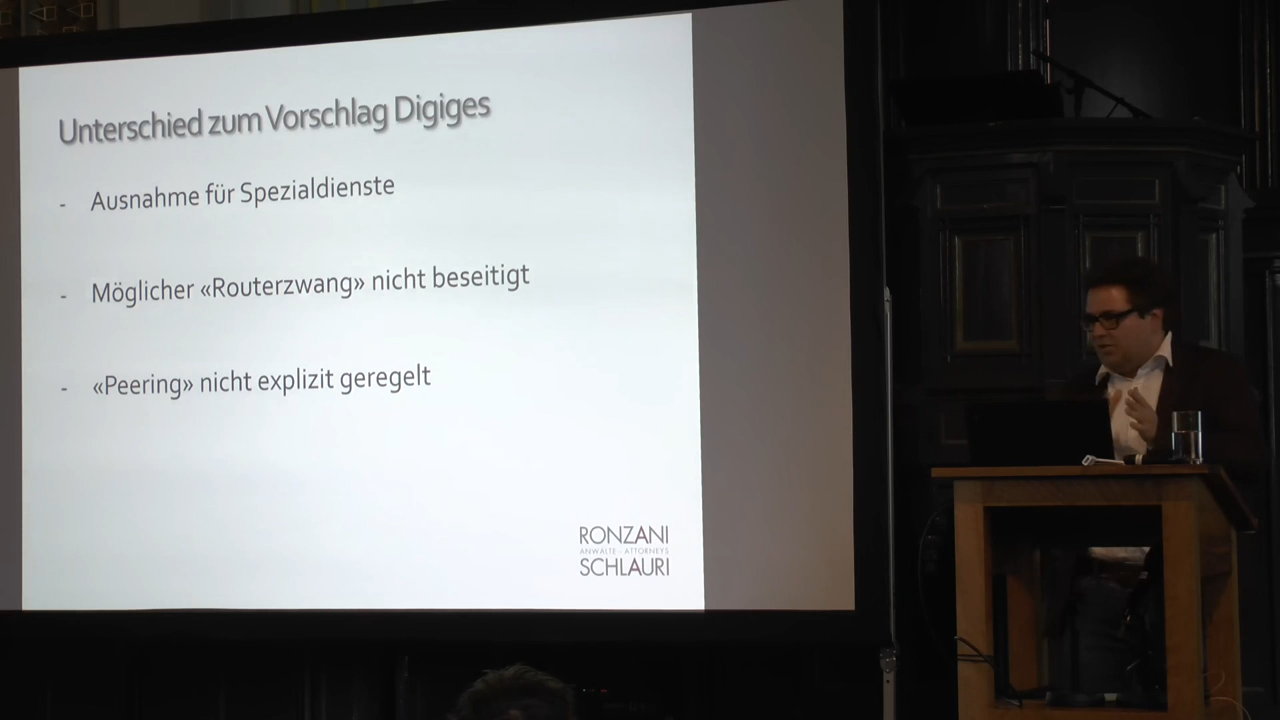 Unterschied zum Vorschlag Digiges
- Ausnahme für Spezialdienste
- Möglicher «Routerzwang» nicht beseitigt
- «Peering» nicht explizit geregelt
RONZANI
ANWÄLTE - ATTORNEYS
SCHLAURI